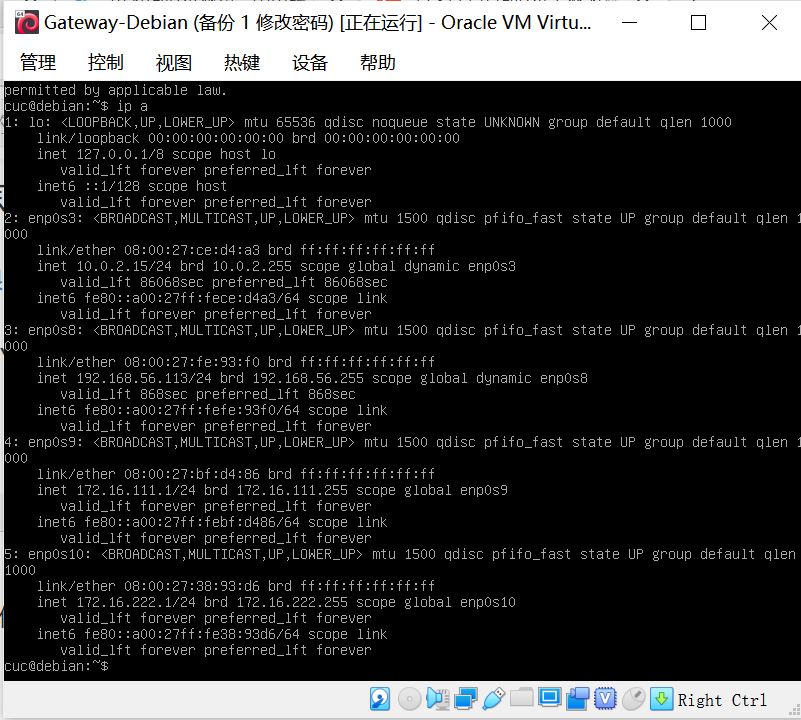 Gateway-Debian (备份 1 修改密码) [正在运行] - Oracle VM Virtu...
管理 控制 视图 热键 设备 帮助
permitted by applicable law.
cuc@debian:~$ ip a
1: lo: <LOOPBACK,UP,LOWER_UP> mtu 65536 qdisc noqueue state UNKNOWN group default qlen 1000
    link/loopback 00:00:00:00:00:00 brd 00:00:00:00:00:00
    inet 127.0.0.1/8 scope host lo
       valid_lft forever preferred_lft forever
    inet6 ::1/128 scope host
       valid_lft forever preferred_lft forever
2: enp0s3: <BROADCAST,MULTICAST,UP,LOWER_UP> mtu 1500 qdisc pfifo_fast state UP group default qlen 1
000
    link/ether 08:00:27:ce:d4:a3 brd ff:ff:ff:ff:ff:ff
    inet 10.0.2.15/24 brd 10.0.2.255 scope global dynamic enp0s3
       valid_lft 86068sec preferred_lft 86068sec
    inet6 fe80::a00:27ff:fece:d4a3/64 scope link
       valid_lft forever preferred_lft forever
3: enp0s8: <BROADCAST,MULTICAST,UP,LOWER_UP> mtu 1500 qdisc pfifo_fast state UP group default qlen 1
000
    link/ether 08:00:27:fe:93:f0 brd ff:ff:ff:ff:ff:ff
    inet 192.168.56.113/24 brd 192.168.56.255 scope global dynamic enp0s8
       valid_lft 868sec preferred_lft 868sec
    inet6 fe80::a00:27ff:fefe:93f0/64 scope link
       valid_lft forever preferred_lft forever
4: enp0s9: <BROADCAST,MULTICAST,UP,LOWER_UP> mtu 1500 qdisc pfifo_fast state UP group default qlen 1
000
    link/ether 08:00:27:bf:d4:86 brd ff:ff:ff:ff:ff:ff
    inet 172.16.111.1/24 brd 172.16.111.255 scope global enp0s9
       valid_lft forever preferred_lft forever
    inet6 fe80::a00:27ff:febf:d486/64 scope link
       valid_lft forever preferred_lft forever
5: enp0s10: <BROADCAST,MULTICAST,UP,LOWER_UP> mtu 1500 qdisc pfifo_fast state UP group default qlen
1000
    link/ether 08:00:27:38:93:d6 brd ff:ff:ff:ff:ff:ff
    inet 172.16.222.1/24 brd 172.16.222.255 scope global enp0s10
       valid_lft forever preferred_lft forever
    inet6 fe80::a00:27ff:fe38:93d6/64 scope link
       valid_lft forever preferred_lft forever
cuc@debian:~$
Right Ctrl